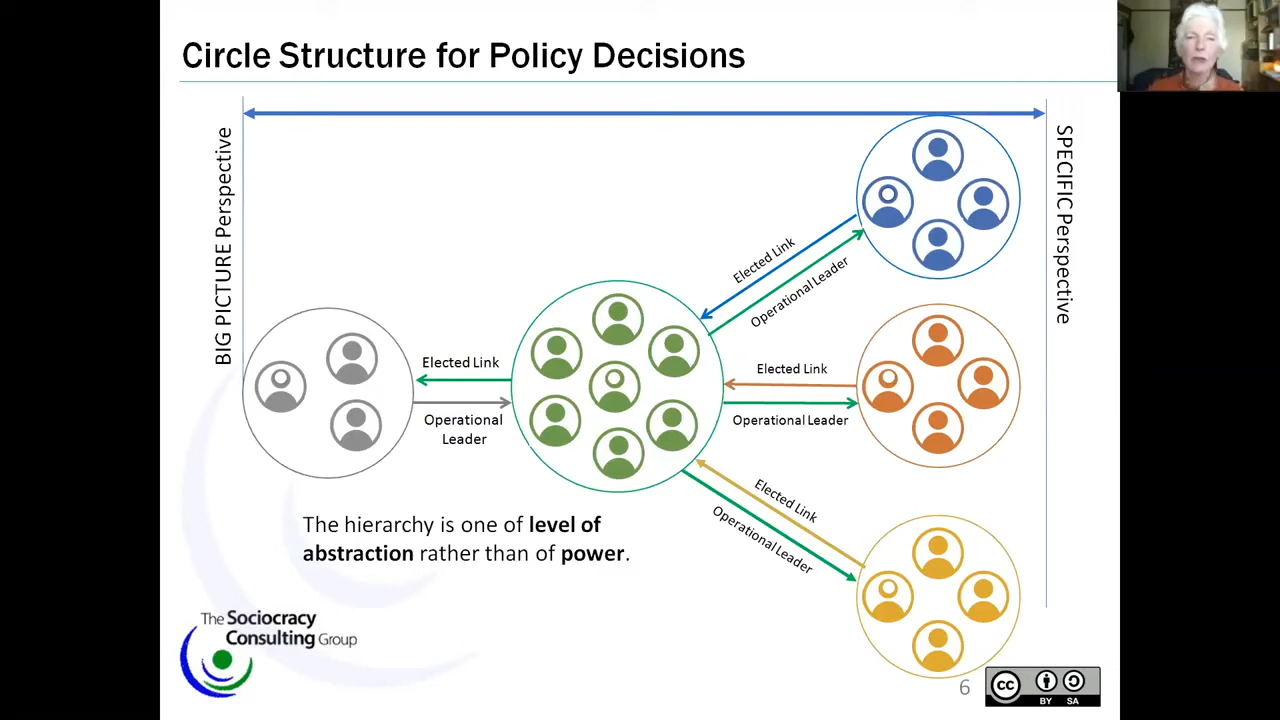 Circle Structure for Policy Decisions
BIG PICTURE Perspective
SPECIFIC Perspective
Elected Link
Operational Leader
Elected Link
Operational
Leader
Elected Link
Operational Leader
Elected Link
Operational Leader
The hierarchy is one of level of
abstraction rather than of power.
The Sociocracy
Consulting Group
6
CC
BY SA